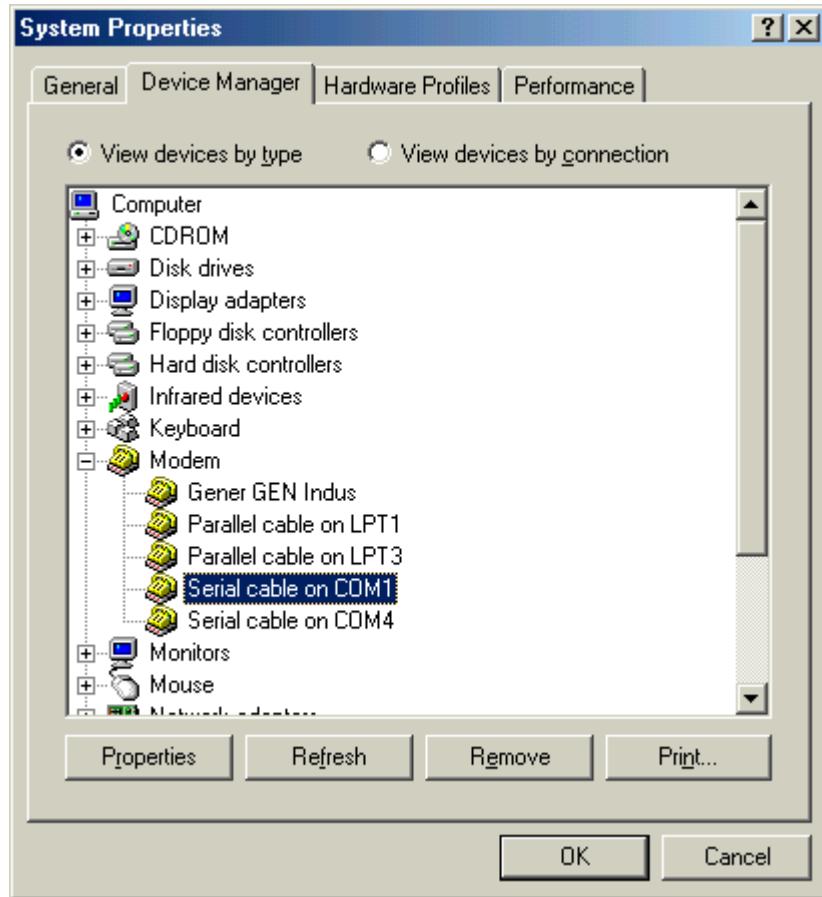 System Properties
General Device Manager Hardware Profiles Performance
View devices by type View devices by connection
Computer
CDROM
Disk drives
Display adapters
Floppy disk controllers
Hard disk controllers
Infrared devices
Keyboard
Modem
Gener GEN Indus
Parallel cable on LPT1
Parallel cable on LPT3
Serial cable on COM1
Serial cable on COM4
Monitors
Mouse
Network adapters
Properties Refresh Remove Print...
OK Cancel